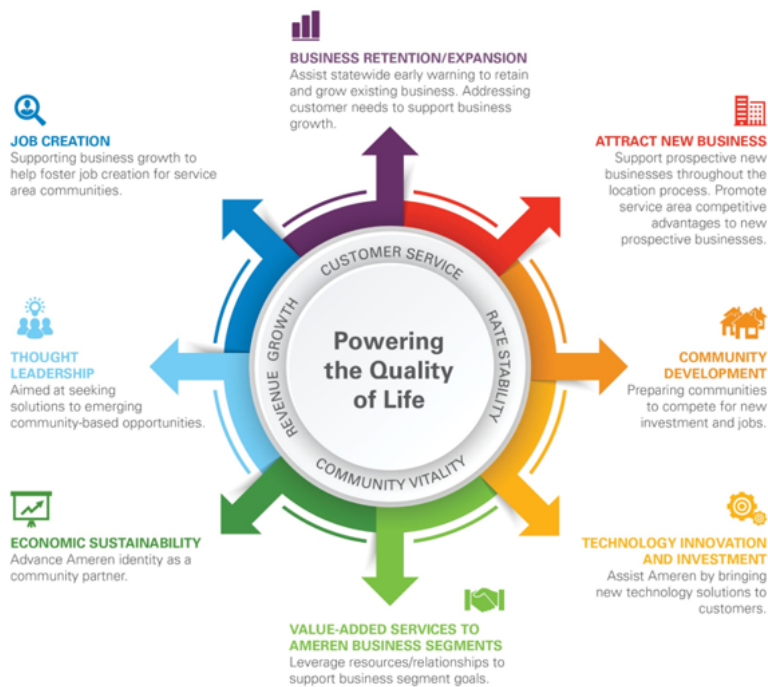 BUSINESS RETENTION/EXPANSION
Assist statewide early warning to retain
and grow existing business. Addressing
customer needs to support business
growth.
JOB CREATION
Supporting business growth to
help foster job creation for service
area communities.
ATTRACT NEW BUSINESS
Support prospective new
businesses throughout the
location process. Promote
service area competitive
advantages to new
prospective businesses.
CUSTOMER SERVICE
RATE STABILITY
COMMUNITY VITALITY
REVENUE GROWTH
Powering
the Quality
of Life
THOUGHT
LEADERSHIP
Aimed at seeking
solutions to emerging
community-based opportunities.
COMMUNITY
DEVELOPMENT
Preparing communities
to compete for new
investment and jobs.
ECONOMIC SUSTAINABILITY
Advance Ameren identity as a
community partner.
TECHNOLOGY INNOVATION
AND INVESTMENT
Assist Ameren by bringing
new technology solutions to
customers.
VALUE-ADDED SERVICES TO
AMEREN BUSINESS SEGMENTS
Leverage resources/relationships to
support business segment goals.